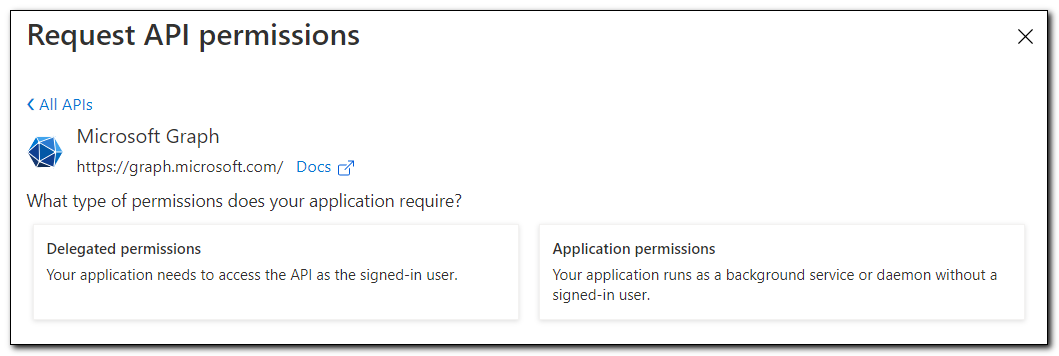 Request API permissions
All APIs
Microsoft Graph
https://graph.microsoft.com/ Docs
What type of permissions does your application require?
Delegated permissions
Your application needs to access the API as the signed-in user.
Application permissions
Your application runs as a background service or daemon without a
signed-in user.